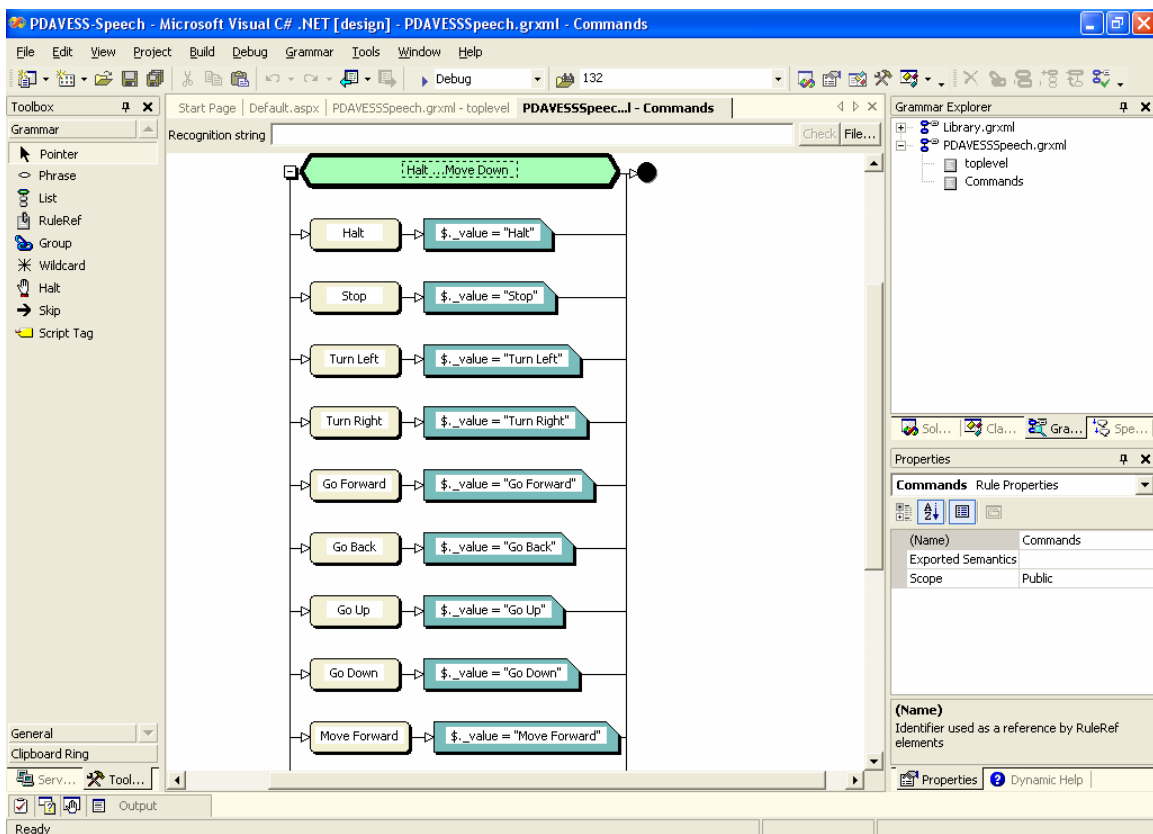 PDAVESS-Speech - Microsoft Visual C# .NET [design] - PDAVESSSpeech.grxml - Commands
File Edit View Project Build Debug Grammar Tools Window Help
Debug 132
Toolbox
Grammar
Pointer
Phrase
List
RuleRef
Group
Wildcard
Halt
Skip
Script Tag
General
Clipboard Ring
Serv... Tool...
Start Page Default.aspx PDAVESSSpeech.grxml - toplevel PDAVESSSpeec...l - Commands
Recognition string Check File...
Halt ...Move Down
Halt $._value = "Halt"
Stop $._value = "Stop"
Turn Left $._value = "Turn Left"
Turn Right $._value = "Turn Right"
Go Forward $._value = "Go Forward"
Go Back $._value = "Go Back"
Go Up $._value = "Go Up"
Go Down $._value = "Go Down"
Move Forward $._value = "Move Forward"
Grammar Explorer
Library.grxml
PDAVESSSpeech.grxml
toplevel
Commands
Sol... Cla... Gra... Spe...
Properties
Commands Rule Properties
(Name) Commands
Exported Semantics
Scope Public
(Name)
Identifier used as a reference by RuleRef
elements
Properties Dynamic Help
Output
Ready